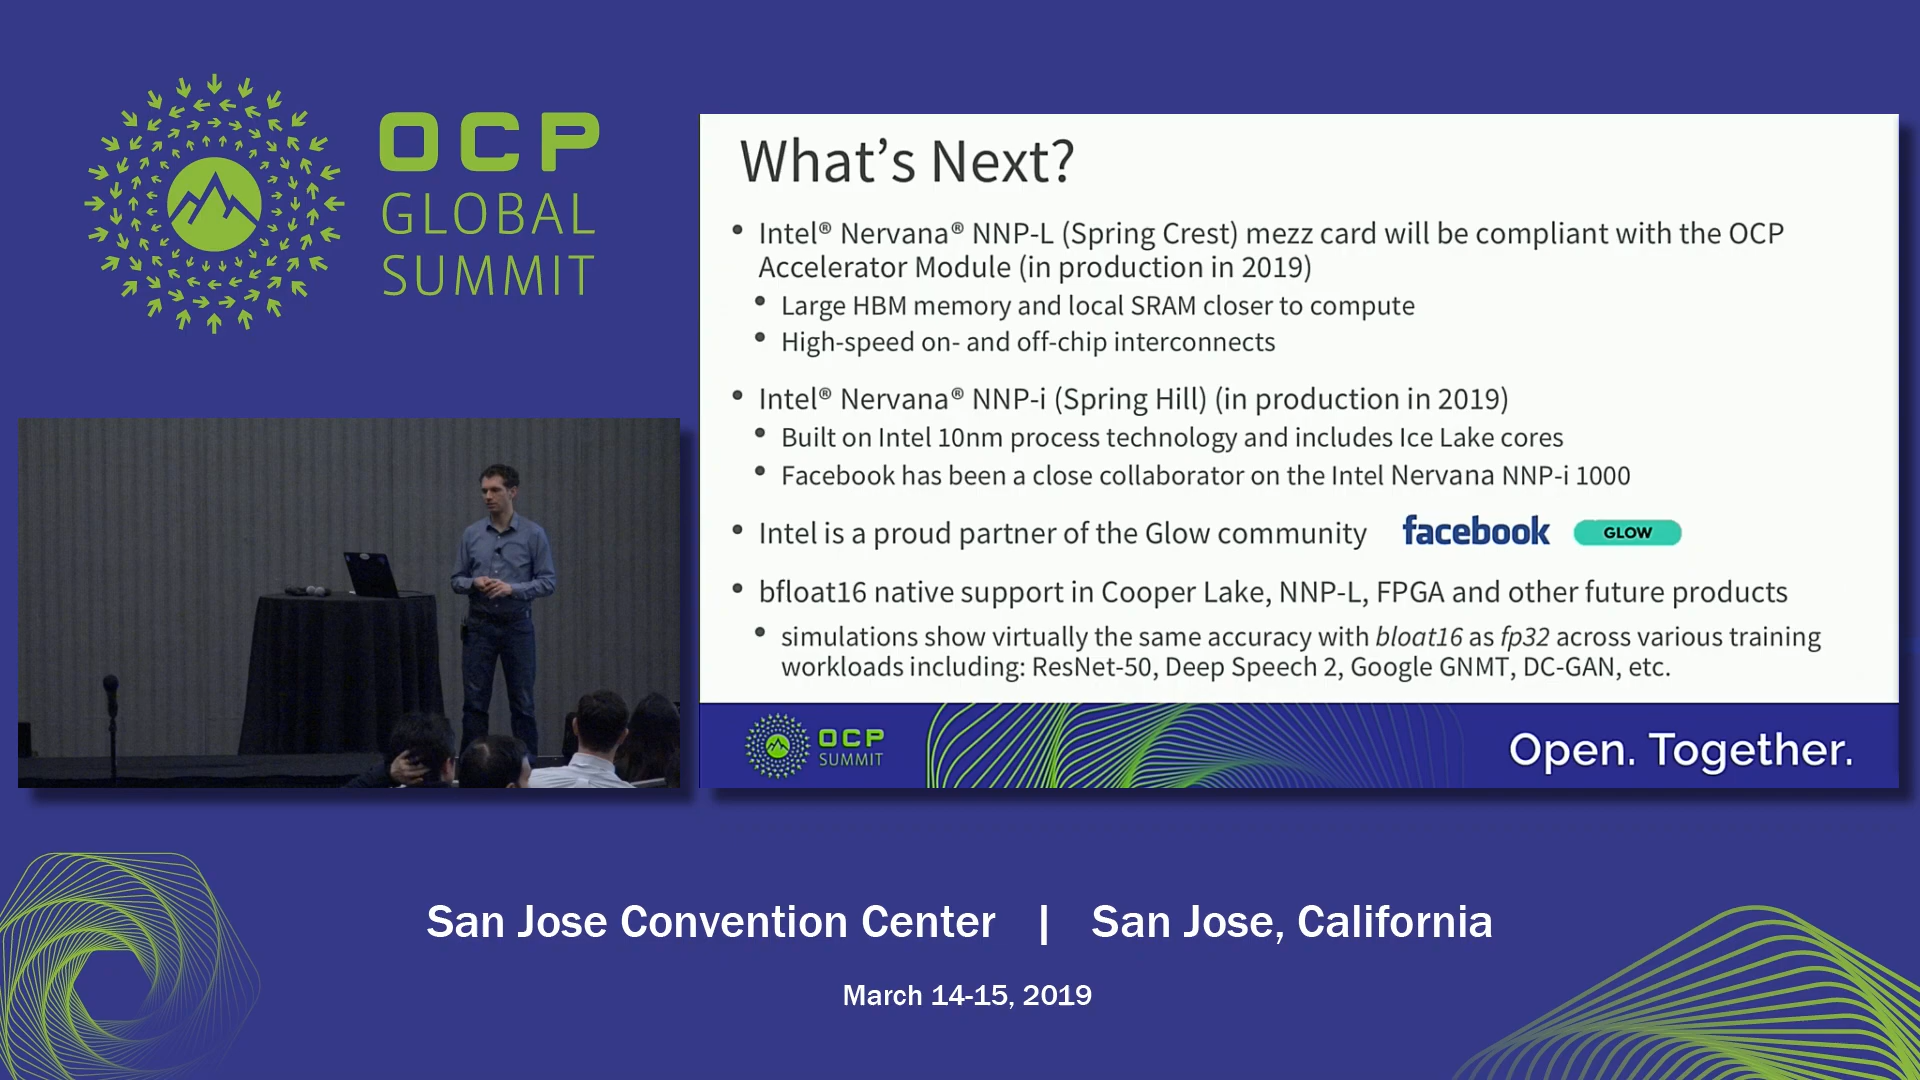 OCP
GLOBAL
SUMMIT
What's Next?
• Intel® Nervana® NNP-L (Spring Crest) mezz card will be compliant with the OCP
Accelerator Module (in production in 2019)
• Large HBM memory and local SRAM closer to compute
• High-speed on- and off-chip interconnects
• Intel® Nervana® NNP-i (Spring Hill) (in production in 2019)
• Built on Intel 10nm process technology and includes Ice Lake cores
• Facebook has been a close collaborator on the Intel Nervana NNP-i 1000
• Intel is a proud partner of the Glow community facebook GLOW
• bfloat16 native support in Cooper Lake, NNP-L, FPGA and other future products
• simulations show virtually the same accuracy with bloat16 as fp32 across various training
workloads including: ResNet-50, Deep Speech 2, Google GNMT, DC-GAN, etc.
OCP
SUMMIT
Open. Together.
San Jose Convention Center | San Jose, California
March 14-15, 2019